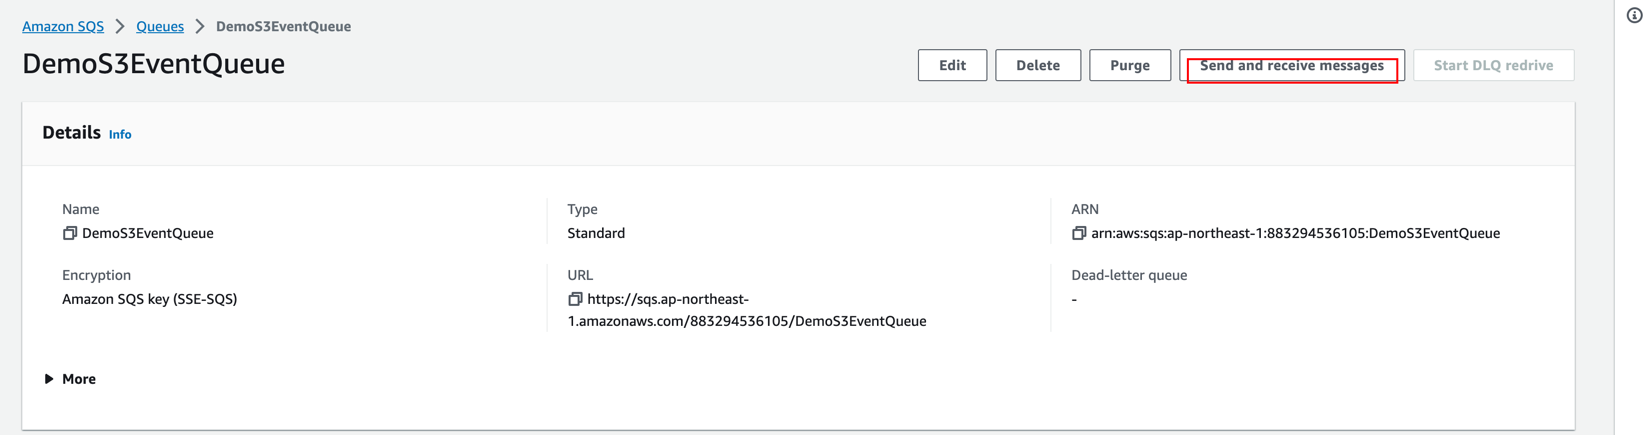 Amazon SQS > Queues > DemoS3EventQueue
DemoS3EventQueue
Edit
Delete
Purge
Send and receive messages
Start DLQ redrive
Details Info
Name
DemoS3EventQueue
Type
Standard
ARN
arn:aws:sqs:ap-northeast-1:883294536105:DemoS3EventQueue
Encryption
Amazon SQS key (SSE-SQS)
URL
https://sqs.ap-northeast-
1.amazonaws.com/883294536105/DemoS3EventQueue
Dead-letter queue
-
More